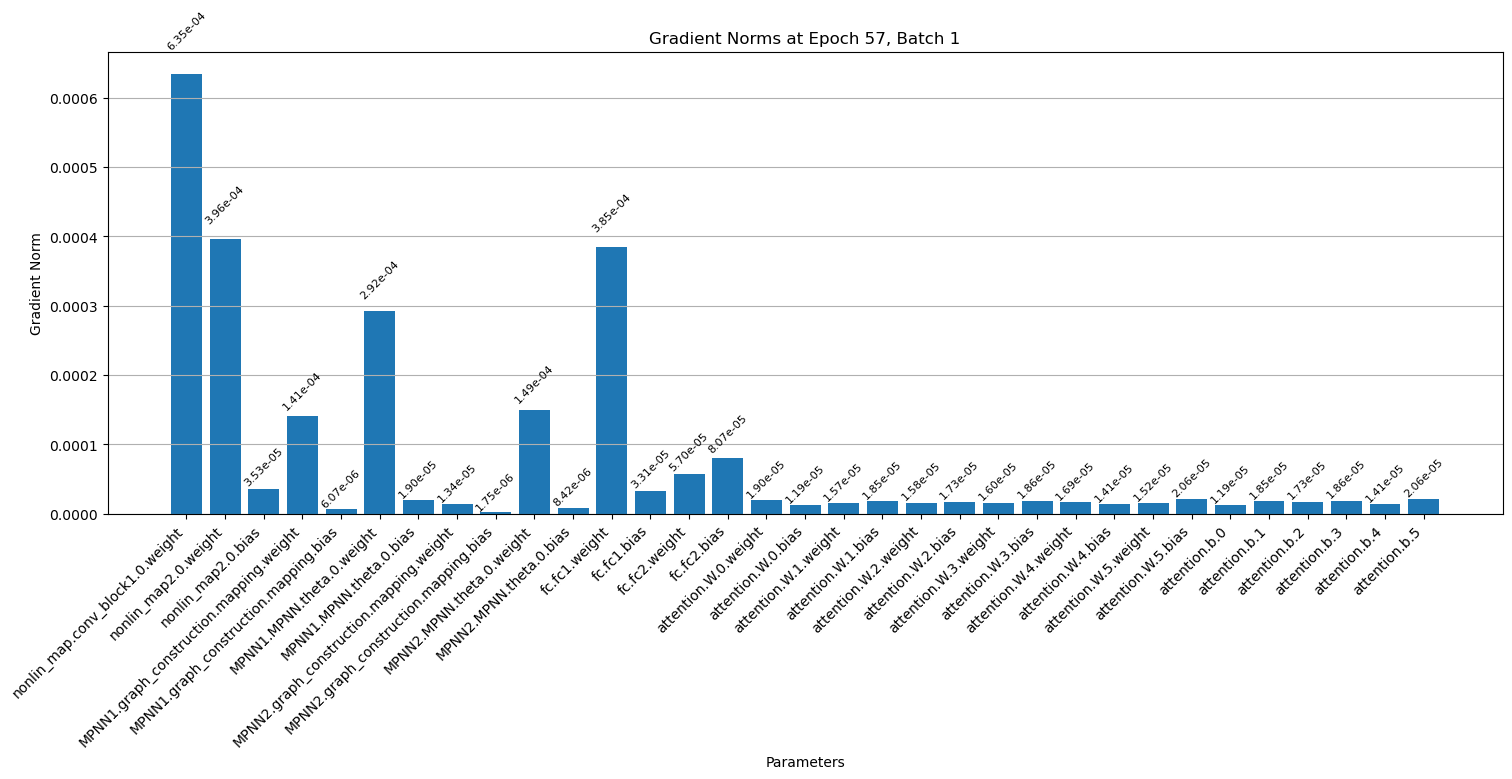 Gradient Norms at Epoch 57, Batch 1
Gradient Norm
0.0006
0.0005
0.0004
0.0003
0.0002
0.0001
0.0000
6.35e-04
3.96e-04
3.53e-05
1.41e-04
6.07e-06
2.92e-04
1.90e-05
1.34e-05
1.75e-06
1.49e-04
8.42e-06
3.85e-04
3.31e-05
5.70e-05
8.07e-05
1.90e-05
1.19e-05
1.57e-05
1.85e-05
1.58e-05
1.73e-05
1.60e-05
1.86e-05
1.69e-05
1.41e-05
1.52e-05
2.06e-05
1.19e-05
1.85e-05
1.73e-05
1.86e-05
1.41e-05
2.06e-05
nonlin_map.conv_block1.0.weight
nonlin_map2.0.weight
nonlin_map2.0.bias
MPNN1.graph_construction.mapping.weight
MPNN1.graph_construction.mapping.bias
MPNN1.MPNN.theta.0.weight
MPNN1.MPNN.theta.0.bias
MPNN2.graph_construction.mapping.weight
MPNN2.graph_construction.mapping.bias
MPNN2.MPNN.theta.0.weight
MPNN2.MPNN.theta.0.bias
fc.fc1.weight
fc.fc1.bias
fc.fc2.weight
fc.fc2.bias
attention.W.0.weight
attention.W.0.bias
attention.W.1.weight
attention.W.1.bias
attention.W.2.weight
attention.W.2.bias
attention.W.3.weight
attention.W.3.bias
attention.W.4.weight
attention.W.4.bias
attention.W.5.weight
attention.W.5.bias
attention.b.0
attention.b.1
attention.b.2
attention.b.3
attention.b.4
attention.b.5
Parameters